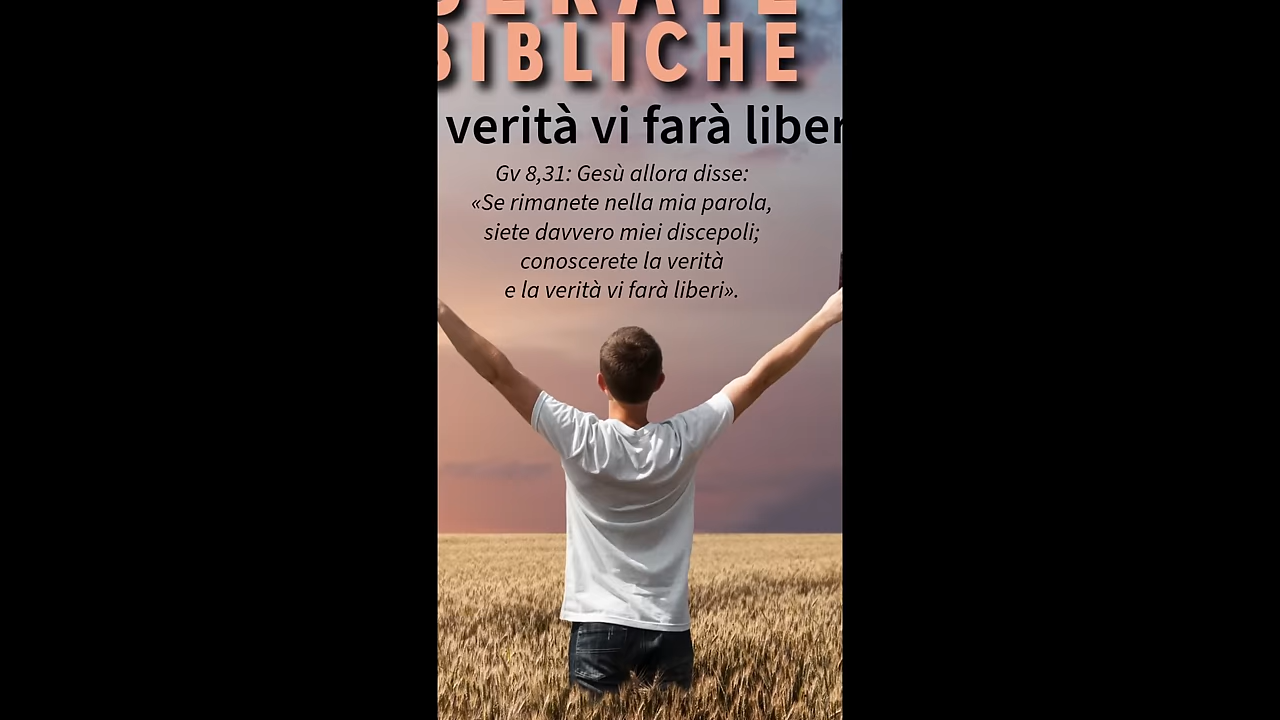 BIBLICHE
verità vi farà liber
Gv 8,31: Gesù allora disse:
«Se rimanete nella mia parola,
siete davvero miei discepoli;
conoscerete la verità
e la verità vi farà liberi».